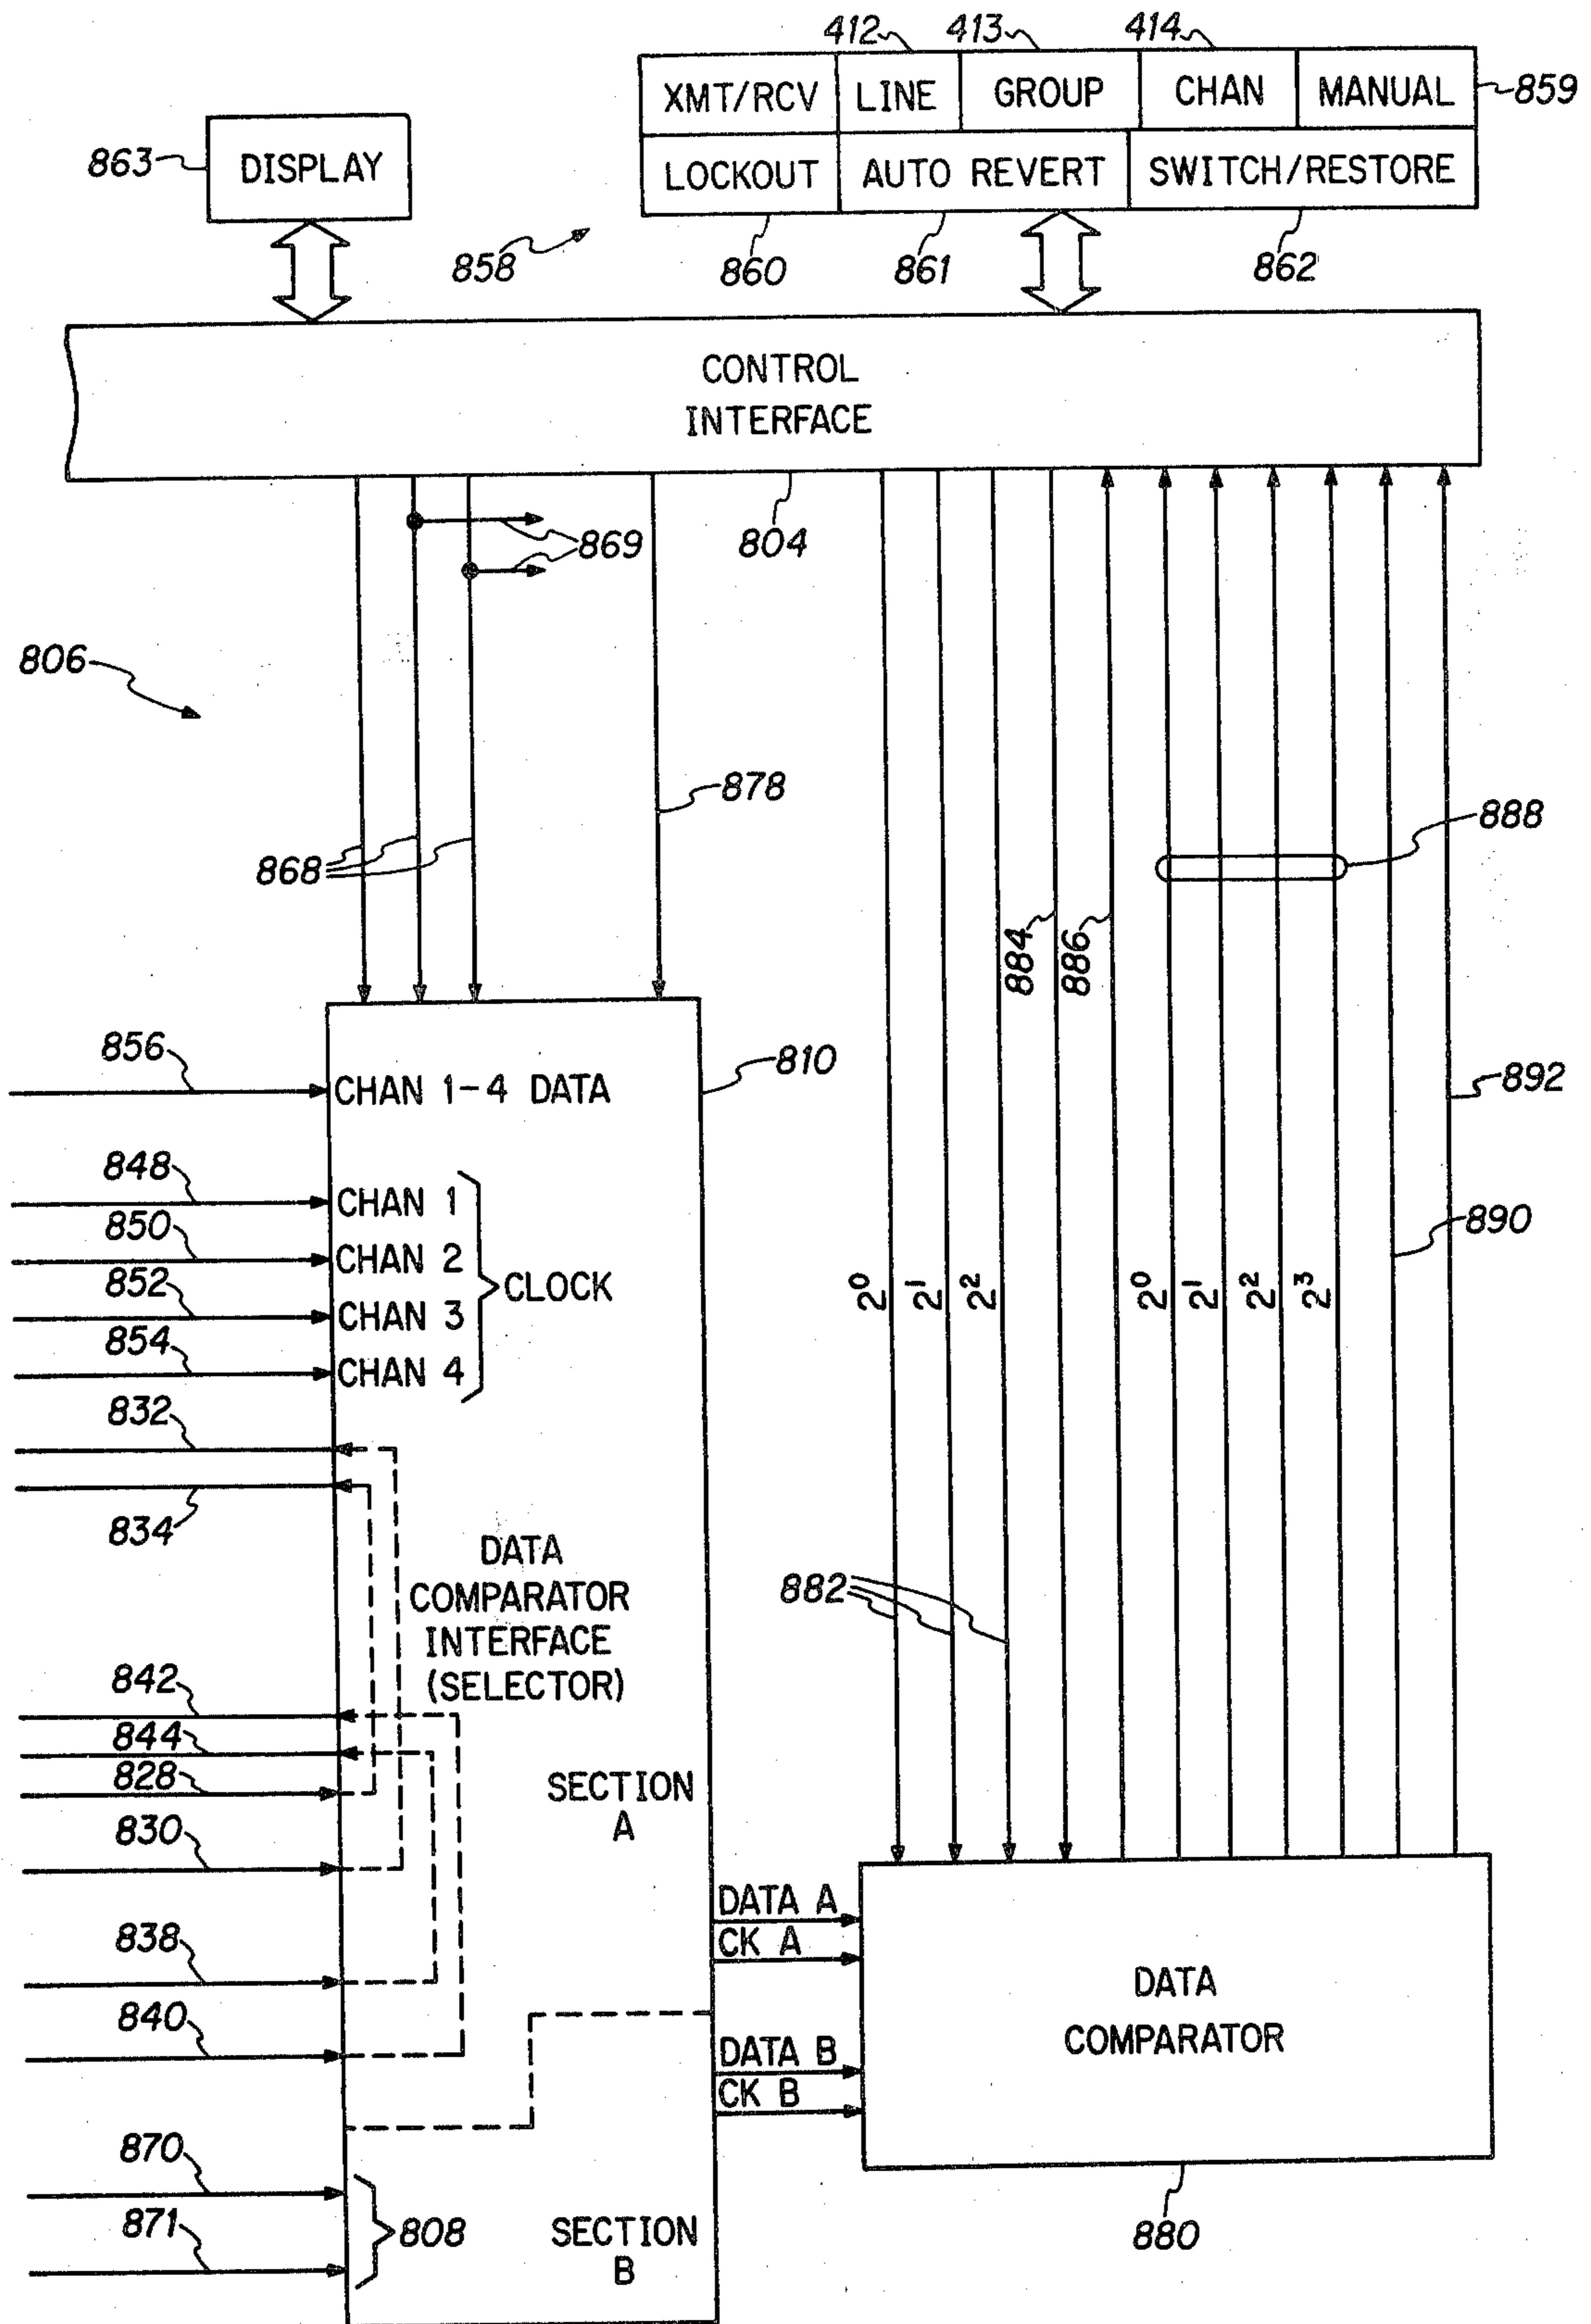 412 413 414
XMT/RCV LINE GROUP CHAN MANUAL 859
863 DISPLAY LOCKOUT AUTO REVERT SWITCH/RESTORE
858 860 861 862
CONTROL
INTERFACE
869 804
806
878
868 888
884 886
856 CHAN 1-4 DATA 810 892
848 CHAN 1
850 CHAN 2 890
852 CHAN 3 CLOCK 2⁰ 2¹ 2² 2⁰ 2¹ 2² 2³
854 CHAN 4
832
834
DATA
COMPARATOR 882
INTERFACE
(SELECTOR)
842
844
828 SECTION
A
830
DATA A
838 CK A
DATA
COMPARATOR
840
DATA B
CK B
870
871 808 SECTION
B
880